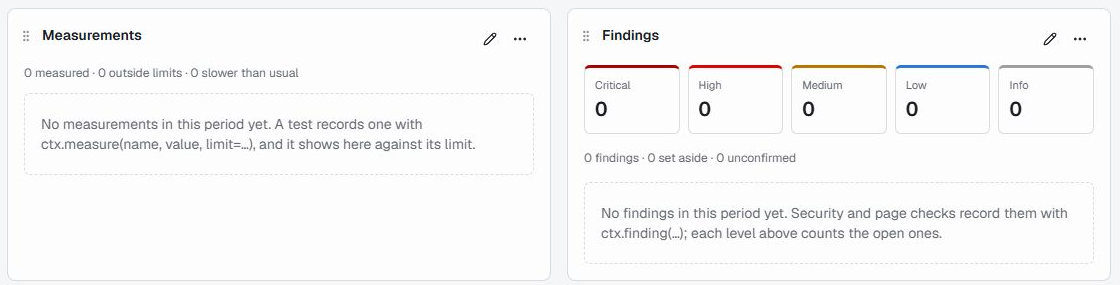 Measurements
0 measured · 0 outside limits · 0 slower than usual
No measurements in this period yet. A test records one with
ctx.measure(name, value, limit=…), and it shows here against its limit.
Findings
Critical
0
High
0
Medium
0
Low
0
Info
0
0 findings · 0 set aside · 0 unconfirmed
No findings in this period yet. Security and page checks record them with
ctx.finding(…); each level above counts the open ones.